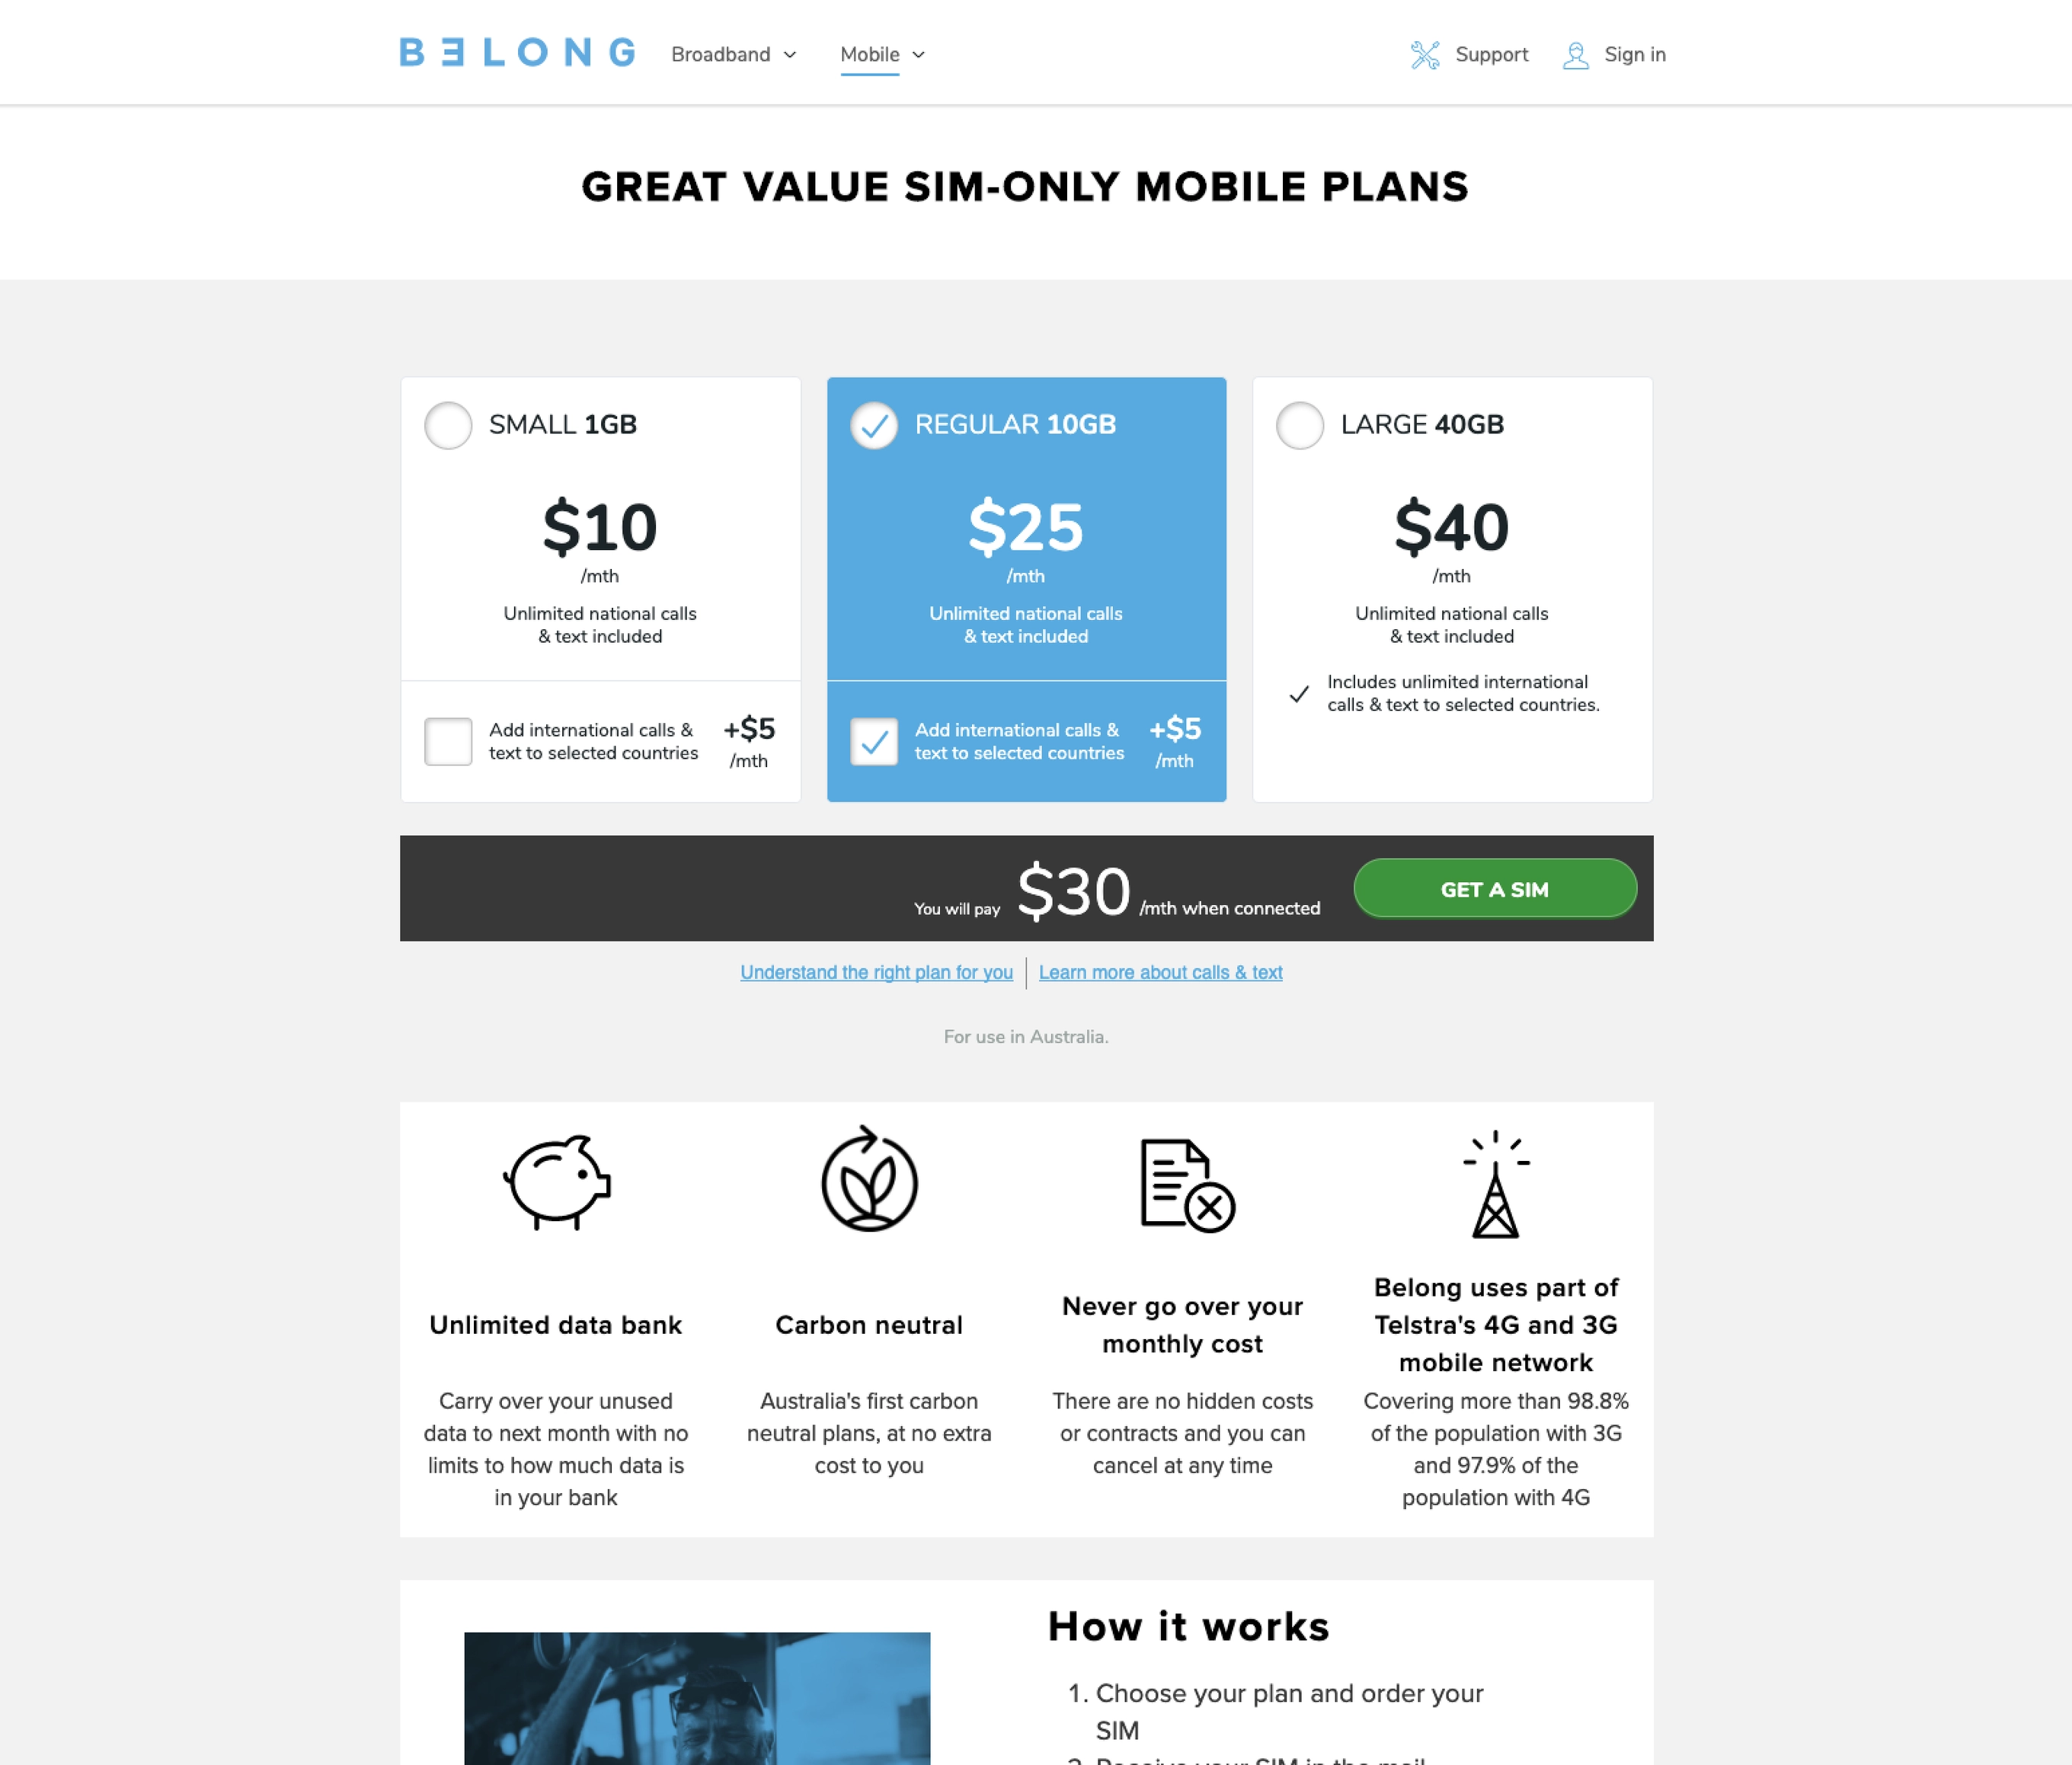 BELONG
Broadband
Mobile
Support
Sign in
GREAT VALUE SIM-ONLY MOBILE PLANS
SMALL 1GB
$10
/mth
Unlimited national calls
& text included
Add international calls &
text to selected countries
+$5
/mth
REGULAR 10GB
$25
/mth
Unlimited national calls
& text included
Add international calls &
text to selected countries
+$5
/mth
LARGE 40GB
$40
/mth
Unlimited national calls
& text included
Includes unlimited international
calls & text to selected countries.
You will pay $30 /mth when connected
GET A SIM
Understand the right plan for you
Learn more about calls & text
For use in Australia.
Unlimited data bank
Carry over your unused
data to next month with no
limits to how much data is
in your bank
Carbon neutral
Australia's first carbon
neutral plans, at no extra
cost to you
Never go over your
monthly cost
There are no hidden costs
or contracts and you can
cancel at any time
Belong uses part of
Telstra's 4G and 3G
mobile network
Covering more than 98.8%
of the population with 3G
and 97.9% of the
population with 4G
How it works
1. Choose your plan and order your
SIM
2. Receive your SIM in the mail